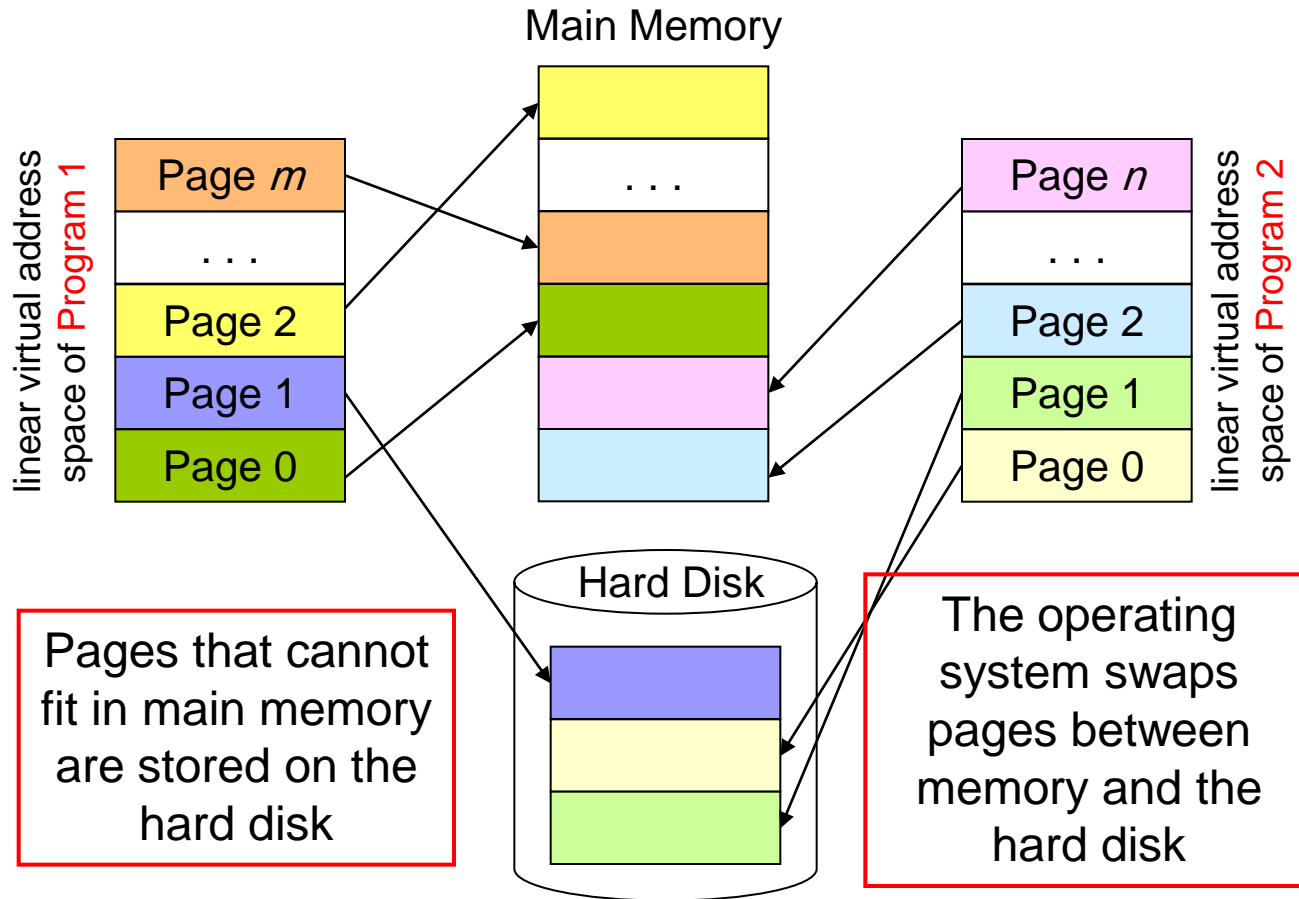 Main Memory
linear virtual address
space of Program 1
Page m
. . .
Page 2
Page 1
Page 0
. . .
Page n
. . .
Page 2
Page 1
Page 0
linear virtual address
space of Program 2
Hard Disk
Pages that cannot
fit in main memory
are stored on the
hard disk
The operating
system swaps
pages between
memory and the
hard disk